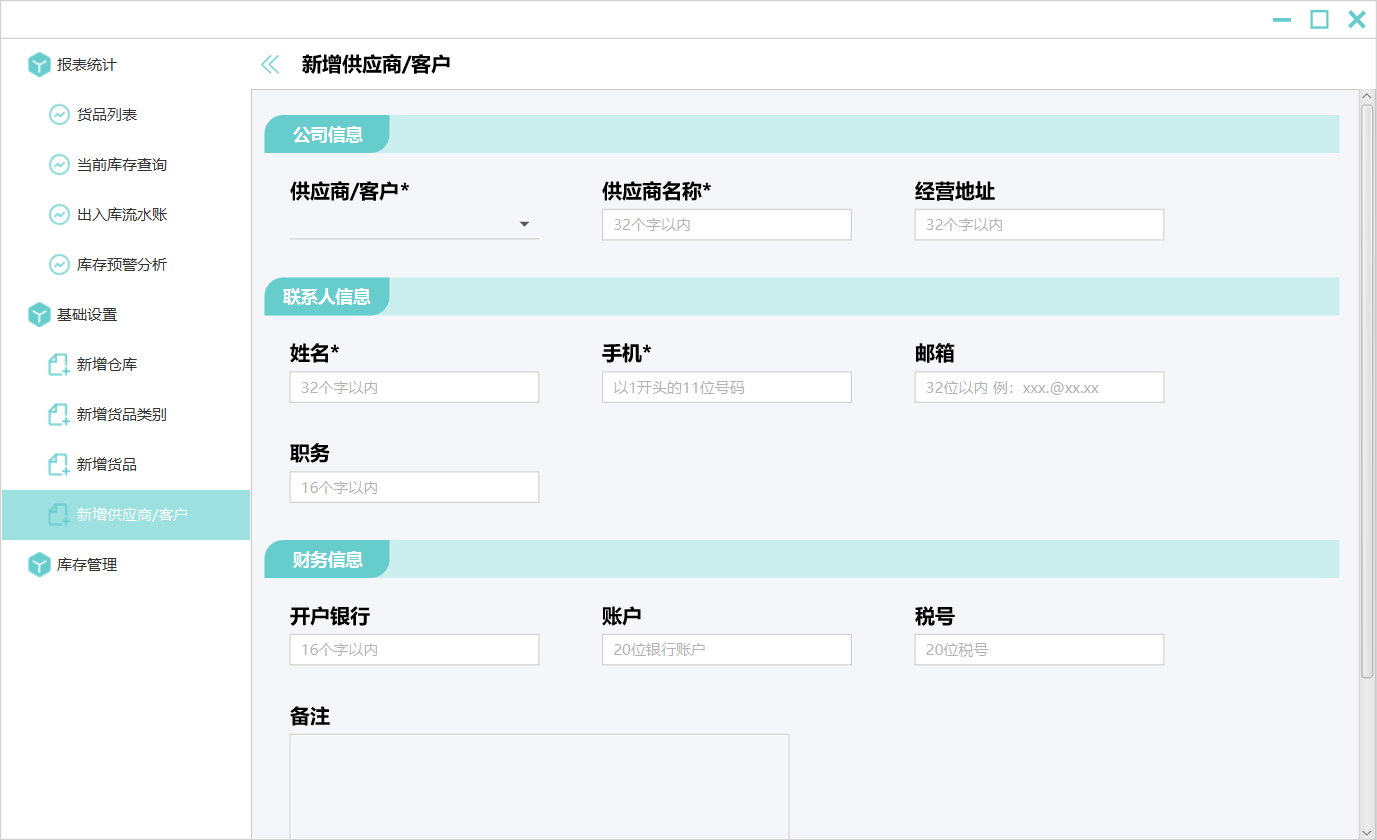 报表统计
货品列表
当前库存查询
出入库流水账
库存预警分析
基础设置
新增仓库
新增货品类别
新增货品
新增供应商/客户
库存管理
新增供应商/客户
公司信息
供应商/客户* 供应商名称* 经营地址
32个字以内 32个字以内
联系人信息
姓名* 手机* 邮箱
32个字以内 以1开头的11位号码 32位以内 例：xxx.@xx.xx
职务
16个字以内
财务信息
开户银行 账户 税号
16个字以内 20位银行账户 20位税号
备注